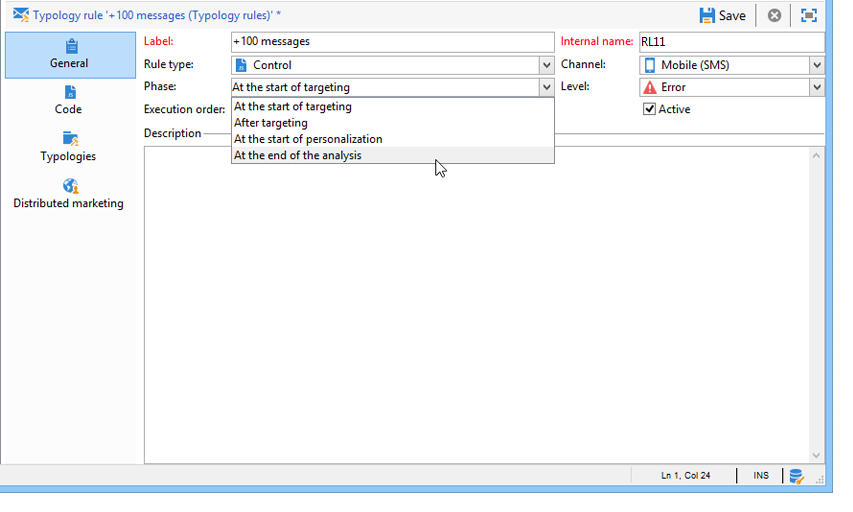 Typology rule '+100 messages (Typology rules)' *
Save
General
Code
Typologies
Distributed marketing
Label: +100 messages Internal name: RL11
Rule type: Control Channel: Mobile (SMS)
Phase: At the start of targeting Level: Error
Execution order: Active
At the start of targeting
After targeting
At the start of personalization
At the end of the analysis
Description
Ln 1, Col 24 INS